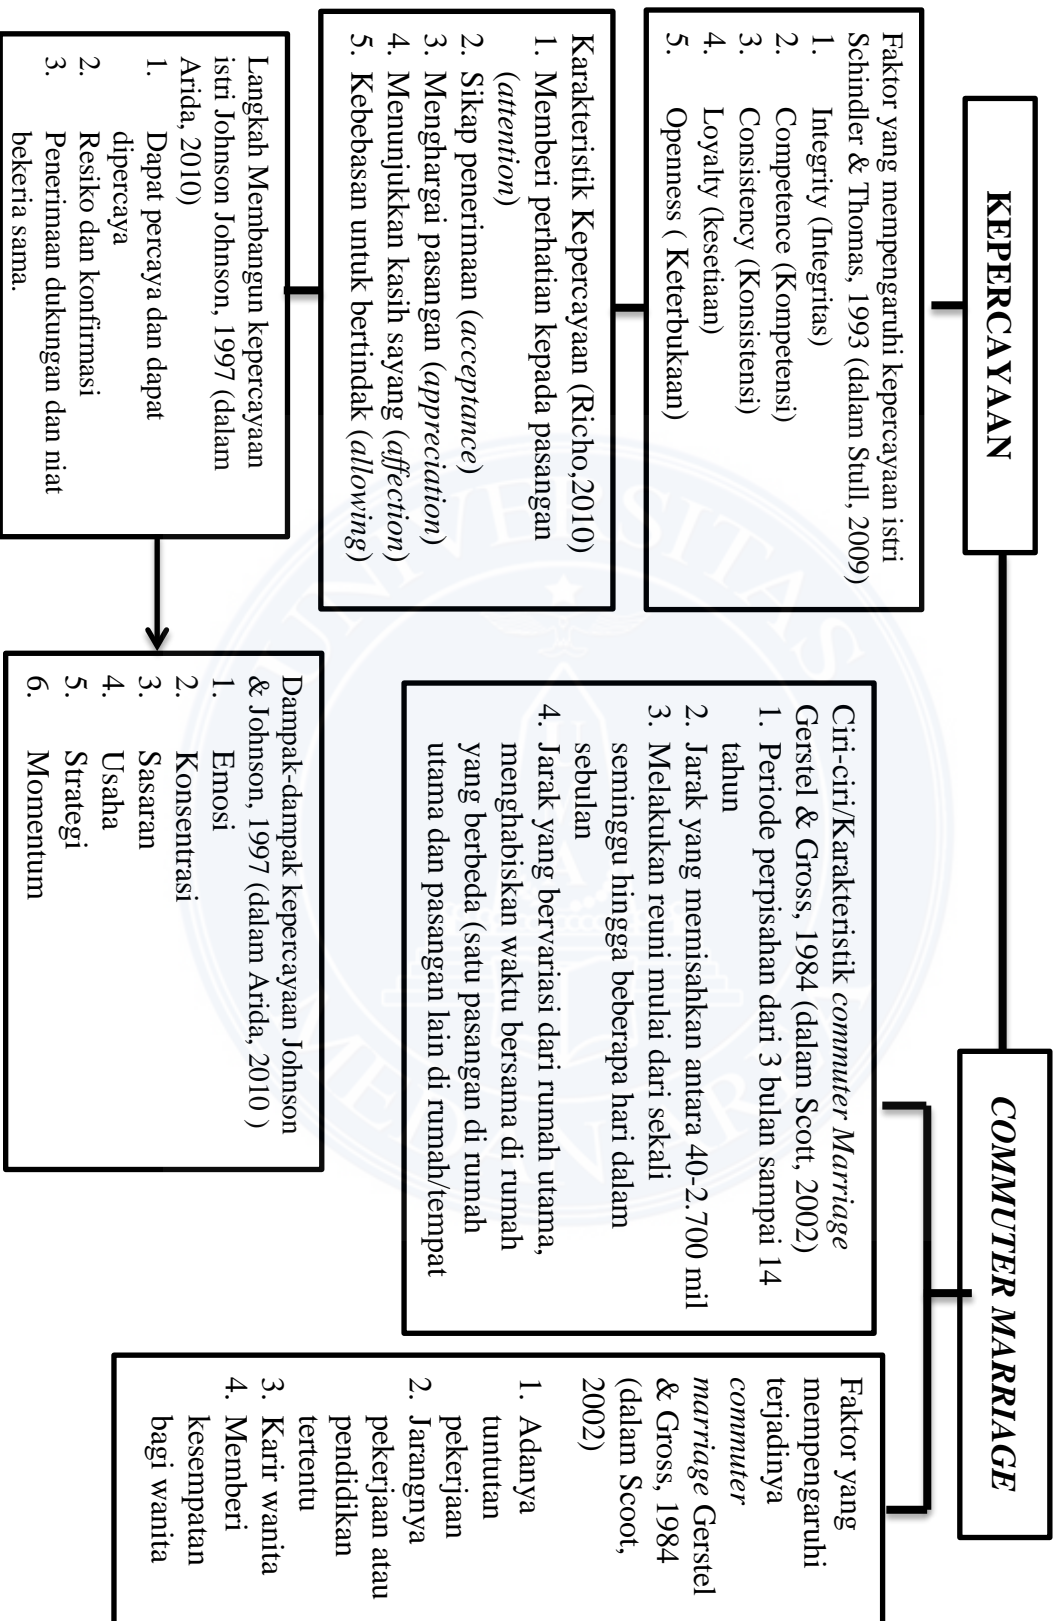 KEPERCAYAAN
COMMUTER MARRIAGE
Faktor yang mempengaruhi kepercayaan istri
Schindler & Thomas, 1993 (dalam Stull, 2009)
1. Integrity (Integritas)
2. Competence (Kompetensi)
3. Consistency (Konsistensi)
4. Loyalty (kesetiaan)
5. Openness ( Keterbukaan)
Karakteristik Kepercayaan (Richo,2010)
1. Memberi perhatian kepada pasangan
(attention)
2. Sikap penerimaan (acceptance)
3. Menghargai pasangan (appreciation)
4. Menunjukkan kasih sayang (affection)
5. Kebebasan untuk bertindak (allowing)
Langkah Membangun kepercayaan
istri Johnson Johnson, 1997 (dalam
Arida, 2010)
1. Dapat percaya dan dapat
dipercaya
2. Resiko dan konfirmasi
3. Penerimaan dukungan dan niat
bekerja sama.
Dampak-dampak kepercayaan Johnson
& Johnson, 1997 (dalam Arida, 2010 )
1. Emosi
2. Konsentrasi
3. Sasaran
4. Usaha
5. Strategi
6. Momentum
Ciri-ciri/Karakteristik commuter Marriage
Gerstel & Gross, 1984 (dalam Scott, 2002)
1. Periode perpisahan dari 3 bulan sampai 14
tahun
2. Jarak yang memisahkan antara 40-2.700 mil
3. Melakukan reuni mulai dari sekali
seminggu hingga beberapa hari dalam
sebulan
4. Jarak yang bervariasi dari rumah utama,
menghabiskan waktu bersama di rumah
yang berbeda (satu pasangan di rumah
utama dan pasangan lain di rumah/tempat
Faktor yang
mempengaruhi
terjadinya
commuter
marriage Gerstel
& Gross, 1984
(dalam Scoot,
2002)
1. Adanya
tuntutan
pekerjaan
2. Jarangnya
pekerjaan atau
pendidikan
tertentu
3. Karir wanita
4. Memberi
kesempatan
bagi wanita
UNIVERSITAS
MEDAN AREA